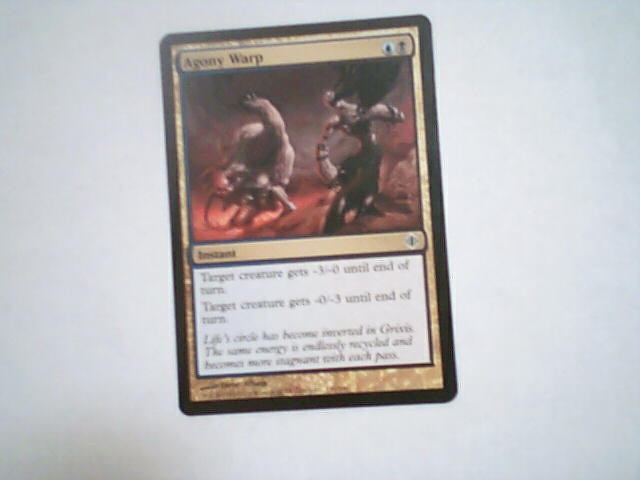 Agony Warp
Instant
Target creature gets -3/-0 until end of
turn.
Target creature gets -0/-3 until end of
turn.
Life's circle has become inverted in Grixis.
The same energy is endlessly recycled and
becomes more stagnant with each pass.